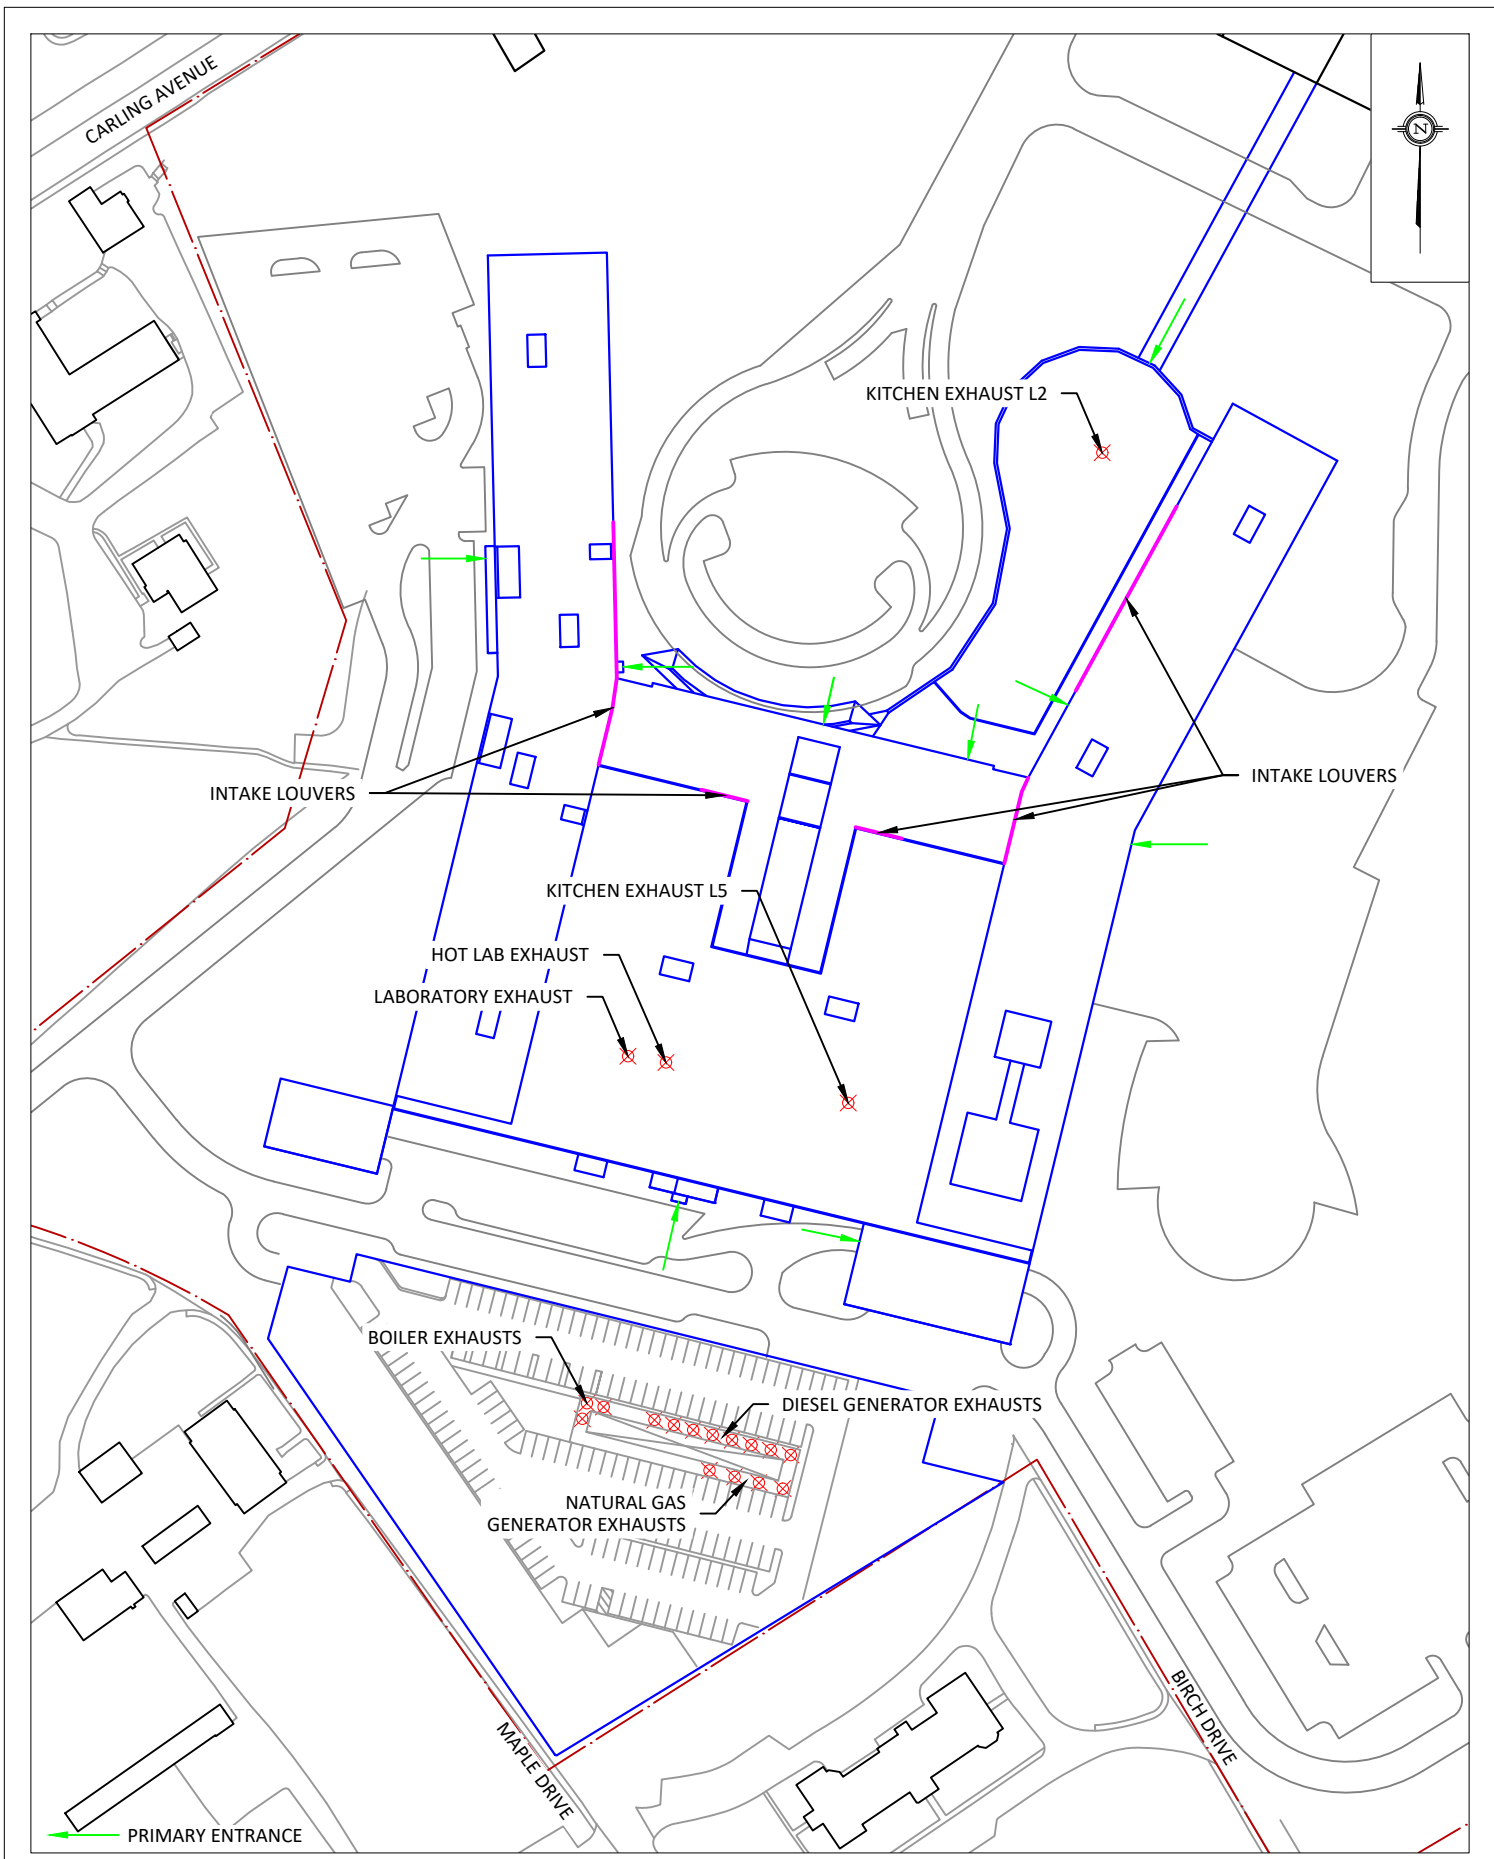 CARLING AVENUE
N
KITCHEN EXHAUST L2
INTAKE LOUVERS
INTAKE LOUVERS
KITCHEN EXHAUST L5
HOT LAB EXHAUST
LABORATORY EXHAUST
BOILER EXHAUSTS
DIESEL GENERATOR EXHAUSTS
NATURAL GAS
GENERATOR EXHAUSTS
MAPLE DRIVE
BIRCH DRIVE
PRIMARY ENTRANCE